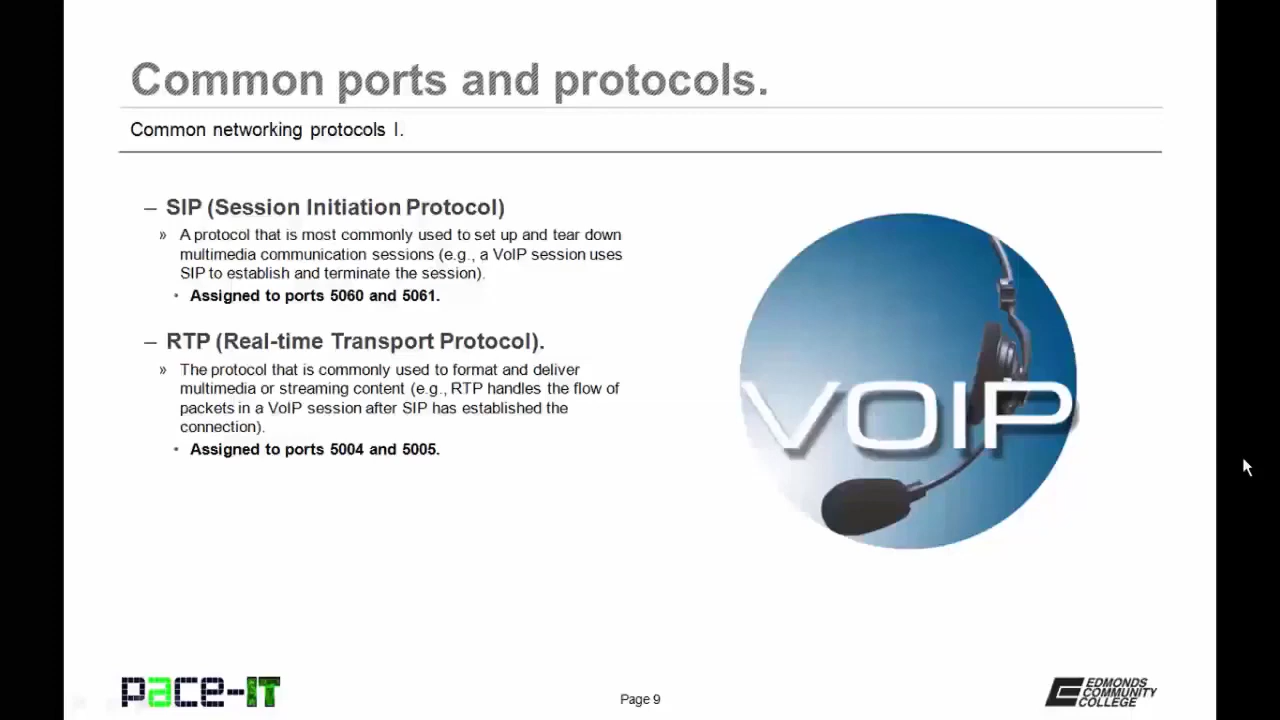 Common ports and protocols.
Common networking protocols I.
– SIP (Session Initiation Protocol)
» A protocol that is most commonly used to set up and tear down
multimedia communication sessions (e.g., a VoIP session uses
SIP to establish and terminate the session).
• Assigned to ports 5060 and 5061.
– RTP (Real-time Transport Protocol).
» The protocol that is commonly used to format and deliver
multimedia or streaming content (e.g., RTP handles the flow of
packets in a VoIP session after SIP has established the
connection).
• Assigned to ports 5004 and 5005.
VOIP
pace-IT
Page 9
EDMONDS
COMMUNITY
COLLEGE